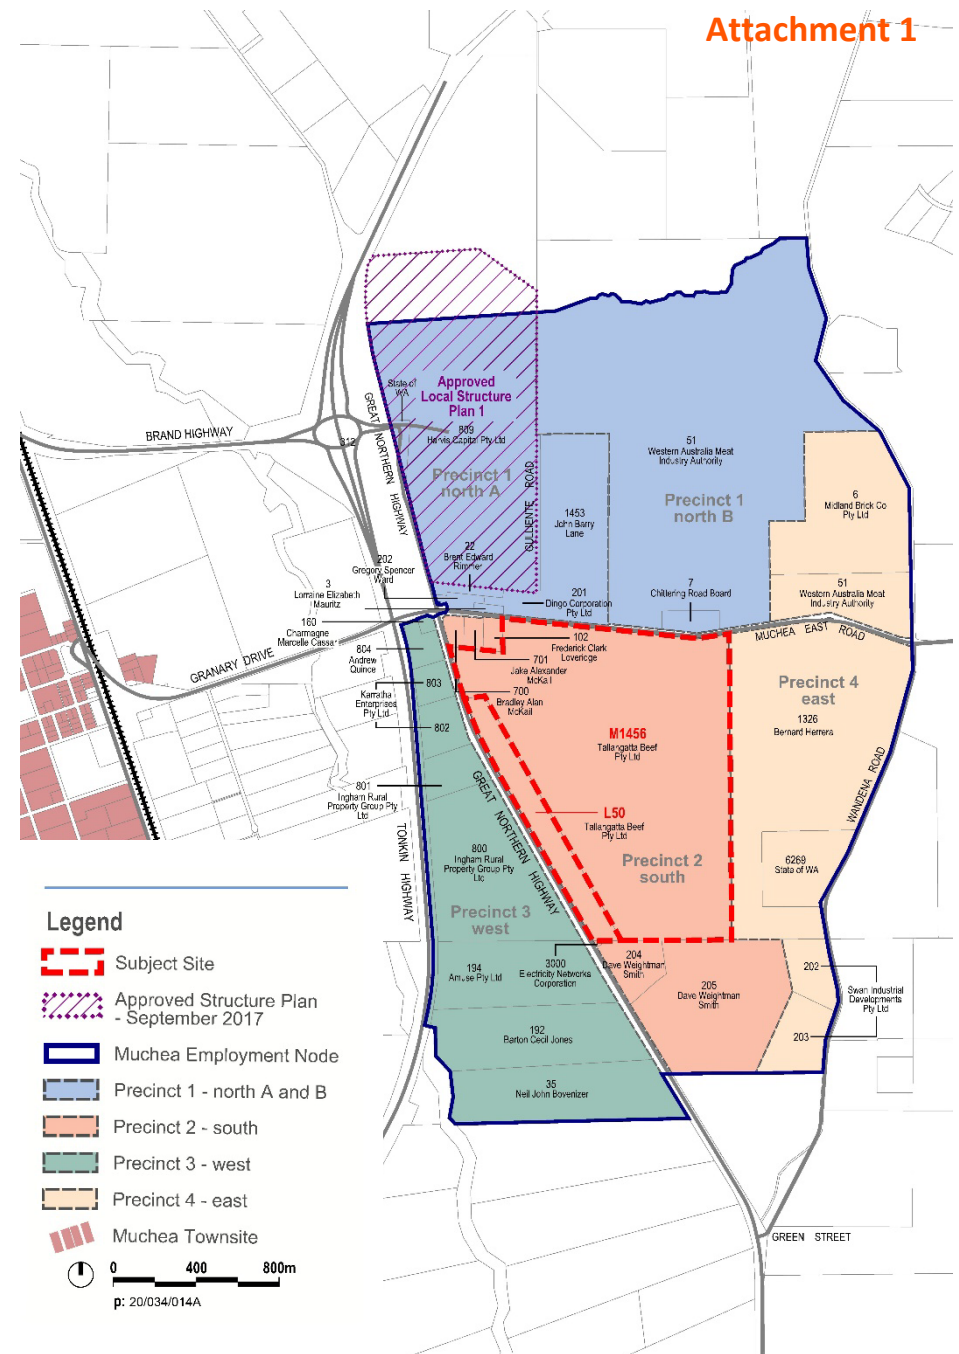 Attachment 1
State of
WA
Approved
Local Structure
Plan 1
809
Harvis Capital Pty Ltd
BRAND HIGHWAY
312
GREAT NORTHERN HIGHWAY
Precinct 1
north A
GULLIENTE ROAD
51
Western Australia Meat
Industry Authority
Precinct 1
north B
1453
John Barry
Lane
6
Midland Brick Co
Pty Ltd
22
Brent Edward
Rimmer
202
Gregory Spencer
Ward
3
Lorraine Elizabeth
Mauritz
201
Dingo Corporation
Pty Ltd
7
Chittering Road Board
51
Western Australia Meat
Industry Authority
160
Charmagne
Marcelle Cassar
MUCHEA EAST ROAD
102
Frederick Clark
Loveridge
GRANARY DRIVE
804
Andrew
Quince
701
Jake Alexander
McKail
803
Karratha
Enterprises
Pty Ltd
802
700
Bradley Alan
McKail
Precinct 4
east
1326
Bernard Herrera
M1456
Tallangatta Beef
Pty Ltd
801
Ingham Rural
Property Group Pty
Ltd
GREAT NORTHERN HIGHWAY
WANDENA ROAD
L50
Tallangatta Beef
Pty Ltd
TONKIN HIGHWAY
800
Ingham Rural
Property Group Pty
Ltd
Precinct 2
south
6269
State of WA
Precinct 3
west
194
Amuse Pty Ltd
3000
Electricity Networks
Corporation
204
Dave Weightman
Smith
205
Dave Weightman
Smith
202
Swan Industrial
Developments
Pty Ltd
203
192
Barton Cecil Jones
35
Neil John Bovenizer
GREEN STREET
Legend
Subject Site
Approved Structure Plan
- September 2017
Muchea Employment Node
Precinct 1 - north A and B
Precinct 2 - south
Precinct 3 - west
Precinct 4 - east
Muchea Townsite
0 400 800m
p: 20/034/014A